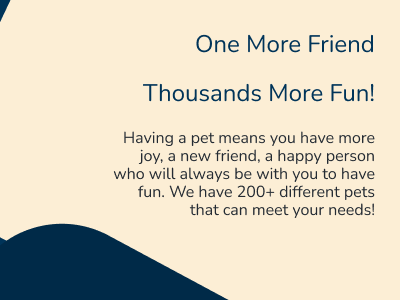 One More Friend
Thousands More Fun!
Having a pet means you have more
joy, a new friend, a happy person
who will always be with you to have
fun. We have 200+ different pets
that can meet your needs!